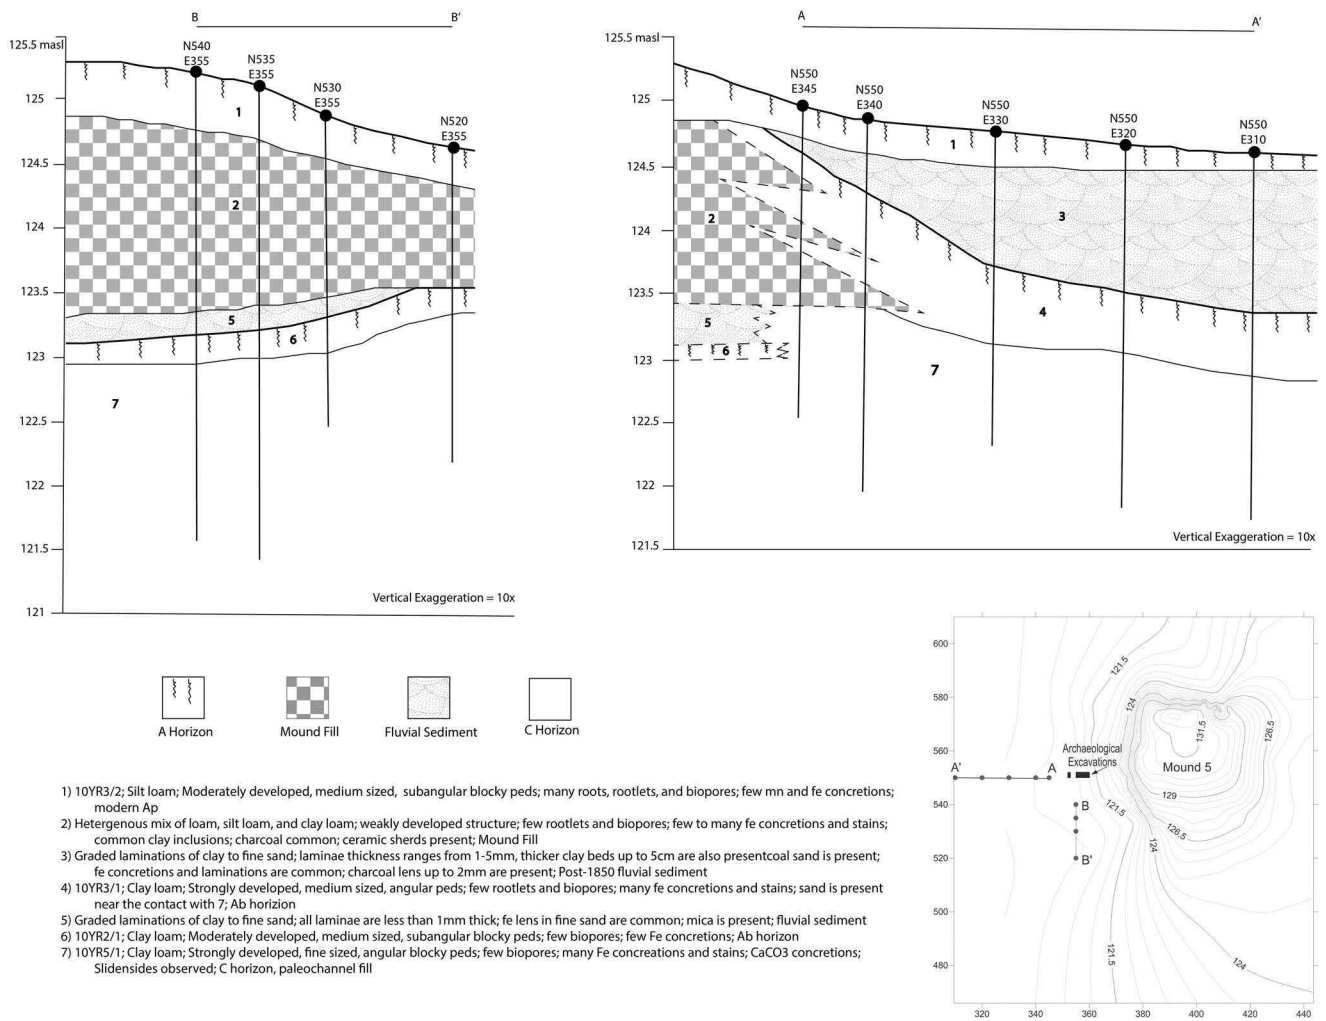 B B'
125.5 masl
N540
E355
N535
E355
N530
E355
N520
E355
125
124.5
124
123.5
123
122.5
122
121.5
121
1
2
5
6
7
Vertical Exaggeration = 10x
A A'
125.5 masl
N550
E345
N550
E340
N550
E330
N550
E320
N550
E310
125
124.5
124
123.5
123
122.5
122
121.5
1
2
3
4
5
6
7
Vertical Exaggeration = 10x
A Horizon
Mound Fill
Fluvial Sediment
C Horizon
1) 10YR3/2; Silt loam; Moderately developed, medium sized, subangular blocky peds; many roots, rootlets, and biopores; few mn and fe concretions;
modern Ap
2) Hetergenous mix of loam, silt loam, and clay loam; weakly developed structure; few rootlets and biopores; few to many fe concretions and stains;
common clay inclusions; charcoal common; ceramic sherds present; Mound Fill
3) Graded laminations of clay to fine sand; laminae thickness ranges from 1-5mm, thicker clay beds up to 5cm are also presentcoal sand is present;
fe concretions and laminations are common; charcoal lens up to 2mm are present; Post-1850 fluvial sediment
4) 10YR3/1; Clay loam; Strongly developed, medium sized, angular peds; few rootlets and biopores; many fe concretions and stains; sand is present
near the contact with 7; Ab horizion
5) Graded laminations of clay to fine sand; all laminae are less than 1mm thick; fe lens in fine sand are common; mica is present; fluvial sediment
6) 10YR2/1; Clay loam; Moderately developed, medium sized, subangular blocky peds; few biopores; few Fe concretions; Ab horizon
7) 10YR5/1; Clay loam; Strongly developed, fine sized, angular blocky peds; few biopores; many Fe concreations and stains; CaCO3 concretions;
Slidensides observed; C horizon, paleochannel fill
600
580
560
540
520
500
480
320 340 360 380 400 420 440
121.5
124
131.5
126.5
Archaeological
Excavations
A' A
Mound 5
129
B
121.5
126.5
124
B'
121.5
124